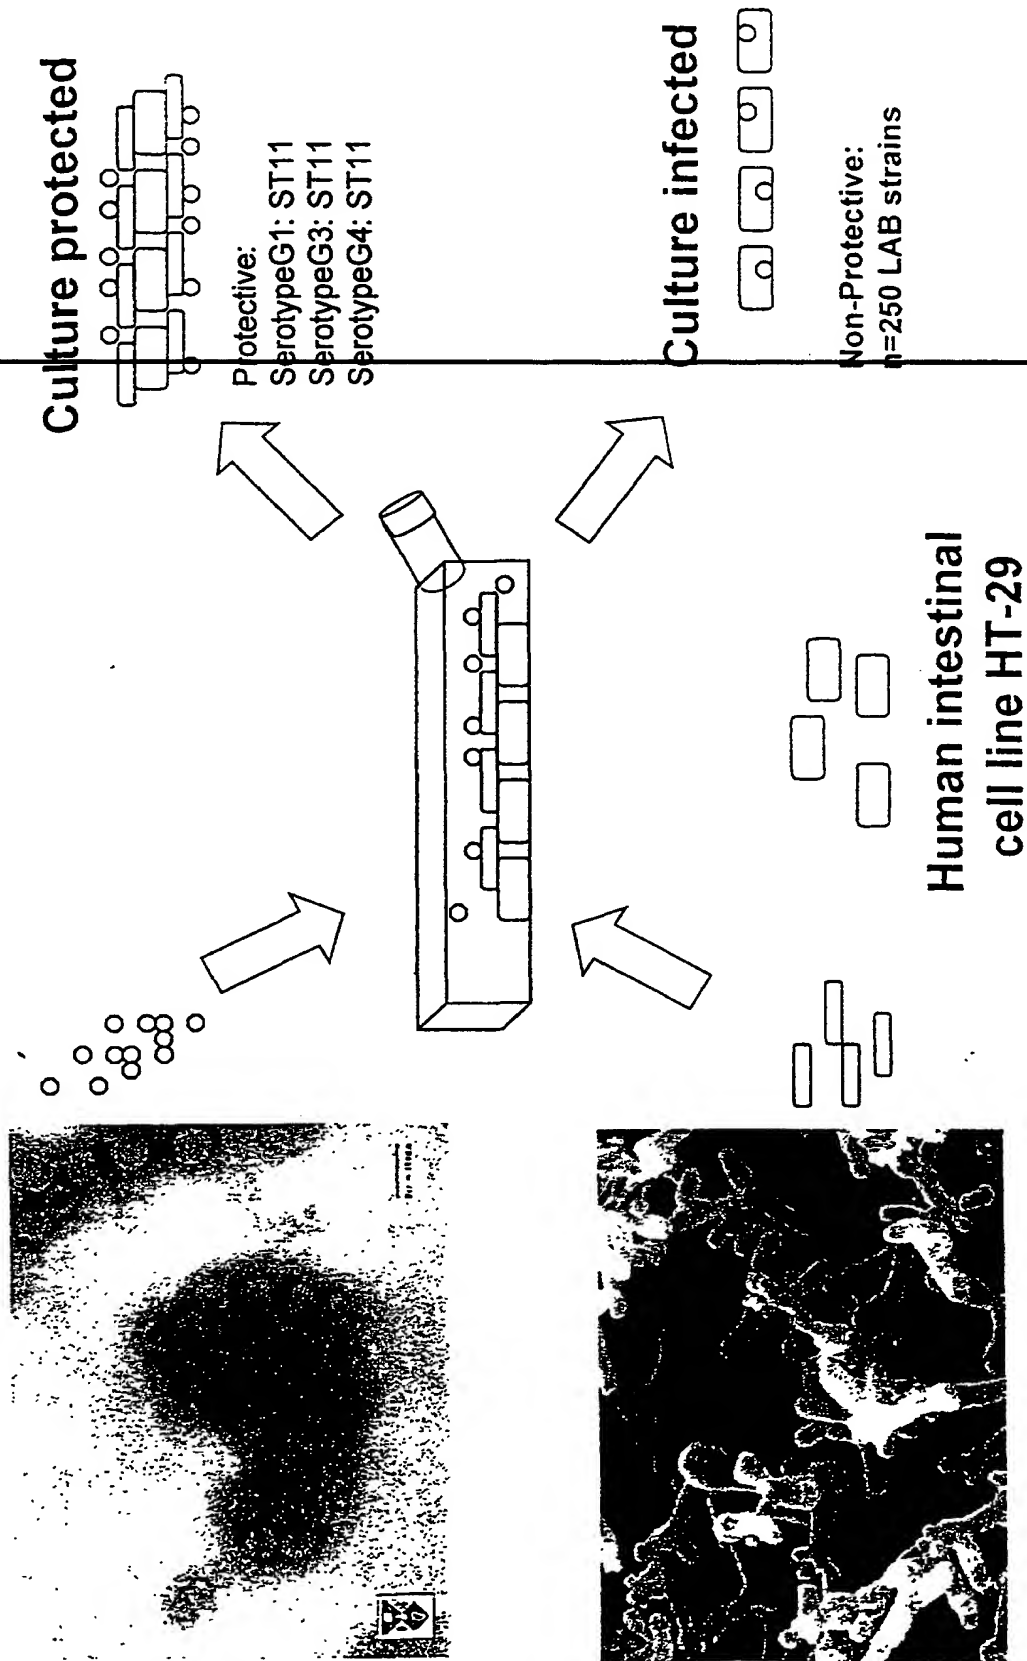 Culture protected
Protective:
SerotypeG1: ST11
SerotypeG3: ST11
SerotypeG4: ST11
Culture infected
Non-Protective:
n=250 LAB strains
Human intestinal
cell line HT-29